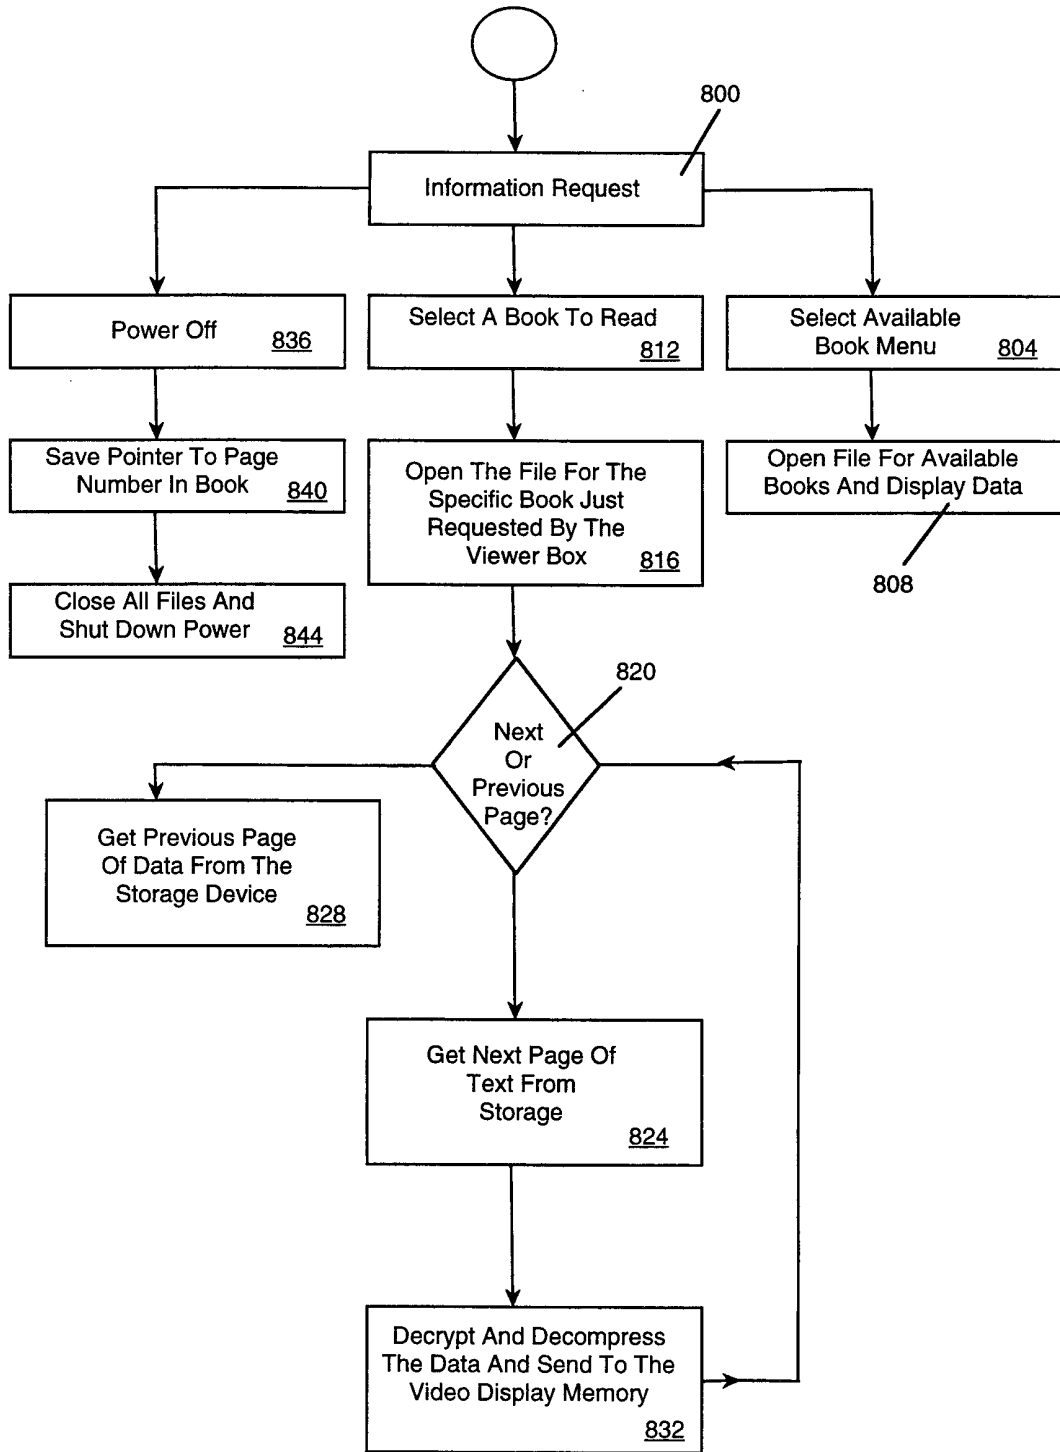 800
Information Request
Power Off
836
Select A Book To Read
812
Select Available
Book Menu
804
Save Pointer To Page
Number In Book
840
Open The File For The
Specific Book Just
Requested By The
Viewer Box
816
Open File For Available
Books And Display Data
808
Close All Files And
Shut Down Power
844
820
Next
Or
Previous
Page?
Get Previous Page
Of Data From The
Storage Device
828
Get Next Page Of
Text From
Storage
824
Decrypt And Decompress
The Data And Send To The
Video Display Memory
832